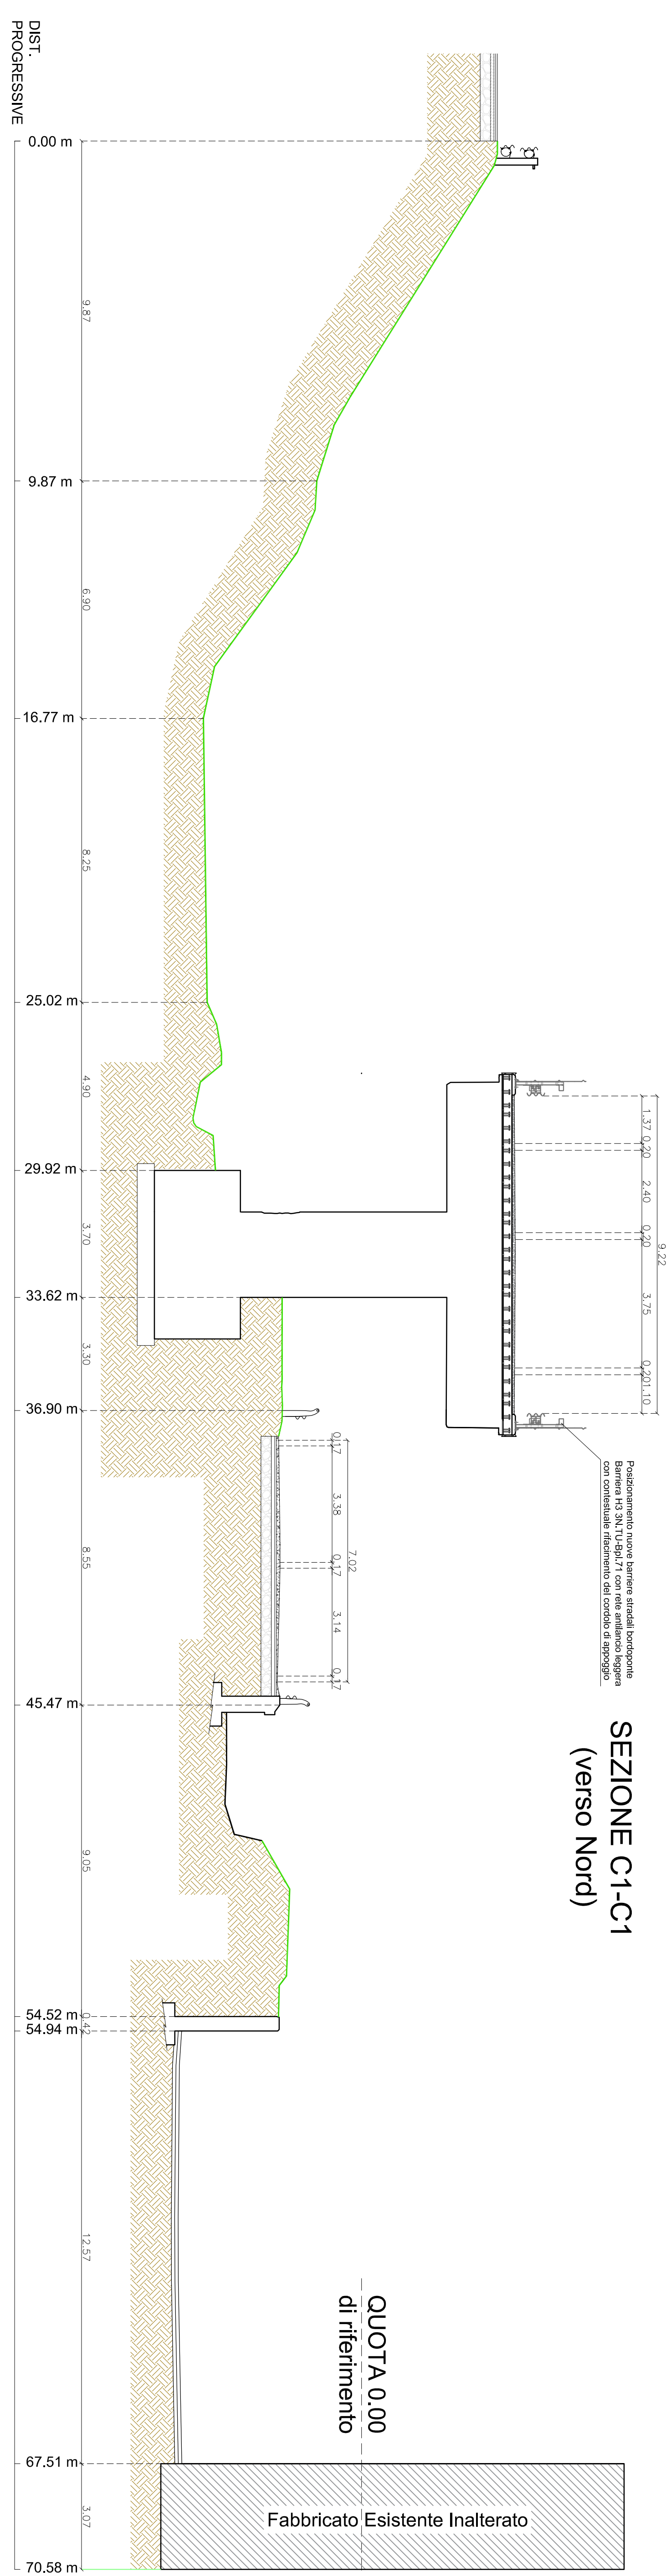 SEZIONE C1-C1
(verso Nord)
Posizionamento nuove barriere stradali bordoponte
Barriera H3 3N.TU-Bpl.71 con rete antilancio leggera
con contestuale rifacimento del cordolo di appoggio
9,22
1,37 0,20 2,40 0,20 3,75 0,20 1,10
7,02
0,17 3,38 0,17 3,14 0,17
QUOTA 0.00
di riferimento
Fabbricato Esistente Inalterato
9,87 6,90 8,25 4,90 3,70 3,30 8,55 9,05 0,42 12,57 3,07
DIST.
PROGRESSIVE
0.00 m
9.87 m
16.77 m
25.02 m
29.92 m
33.62 m
36.90 m
45.47 m
54.52 m
54.94 m
67.51 m
70.58 m